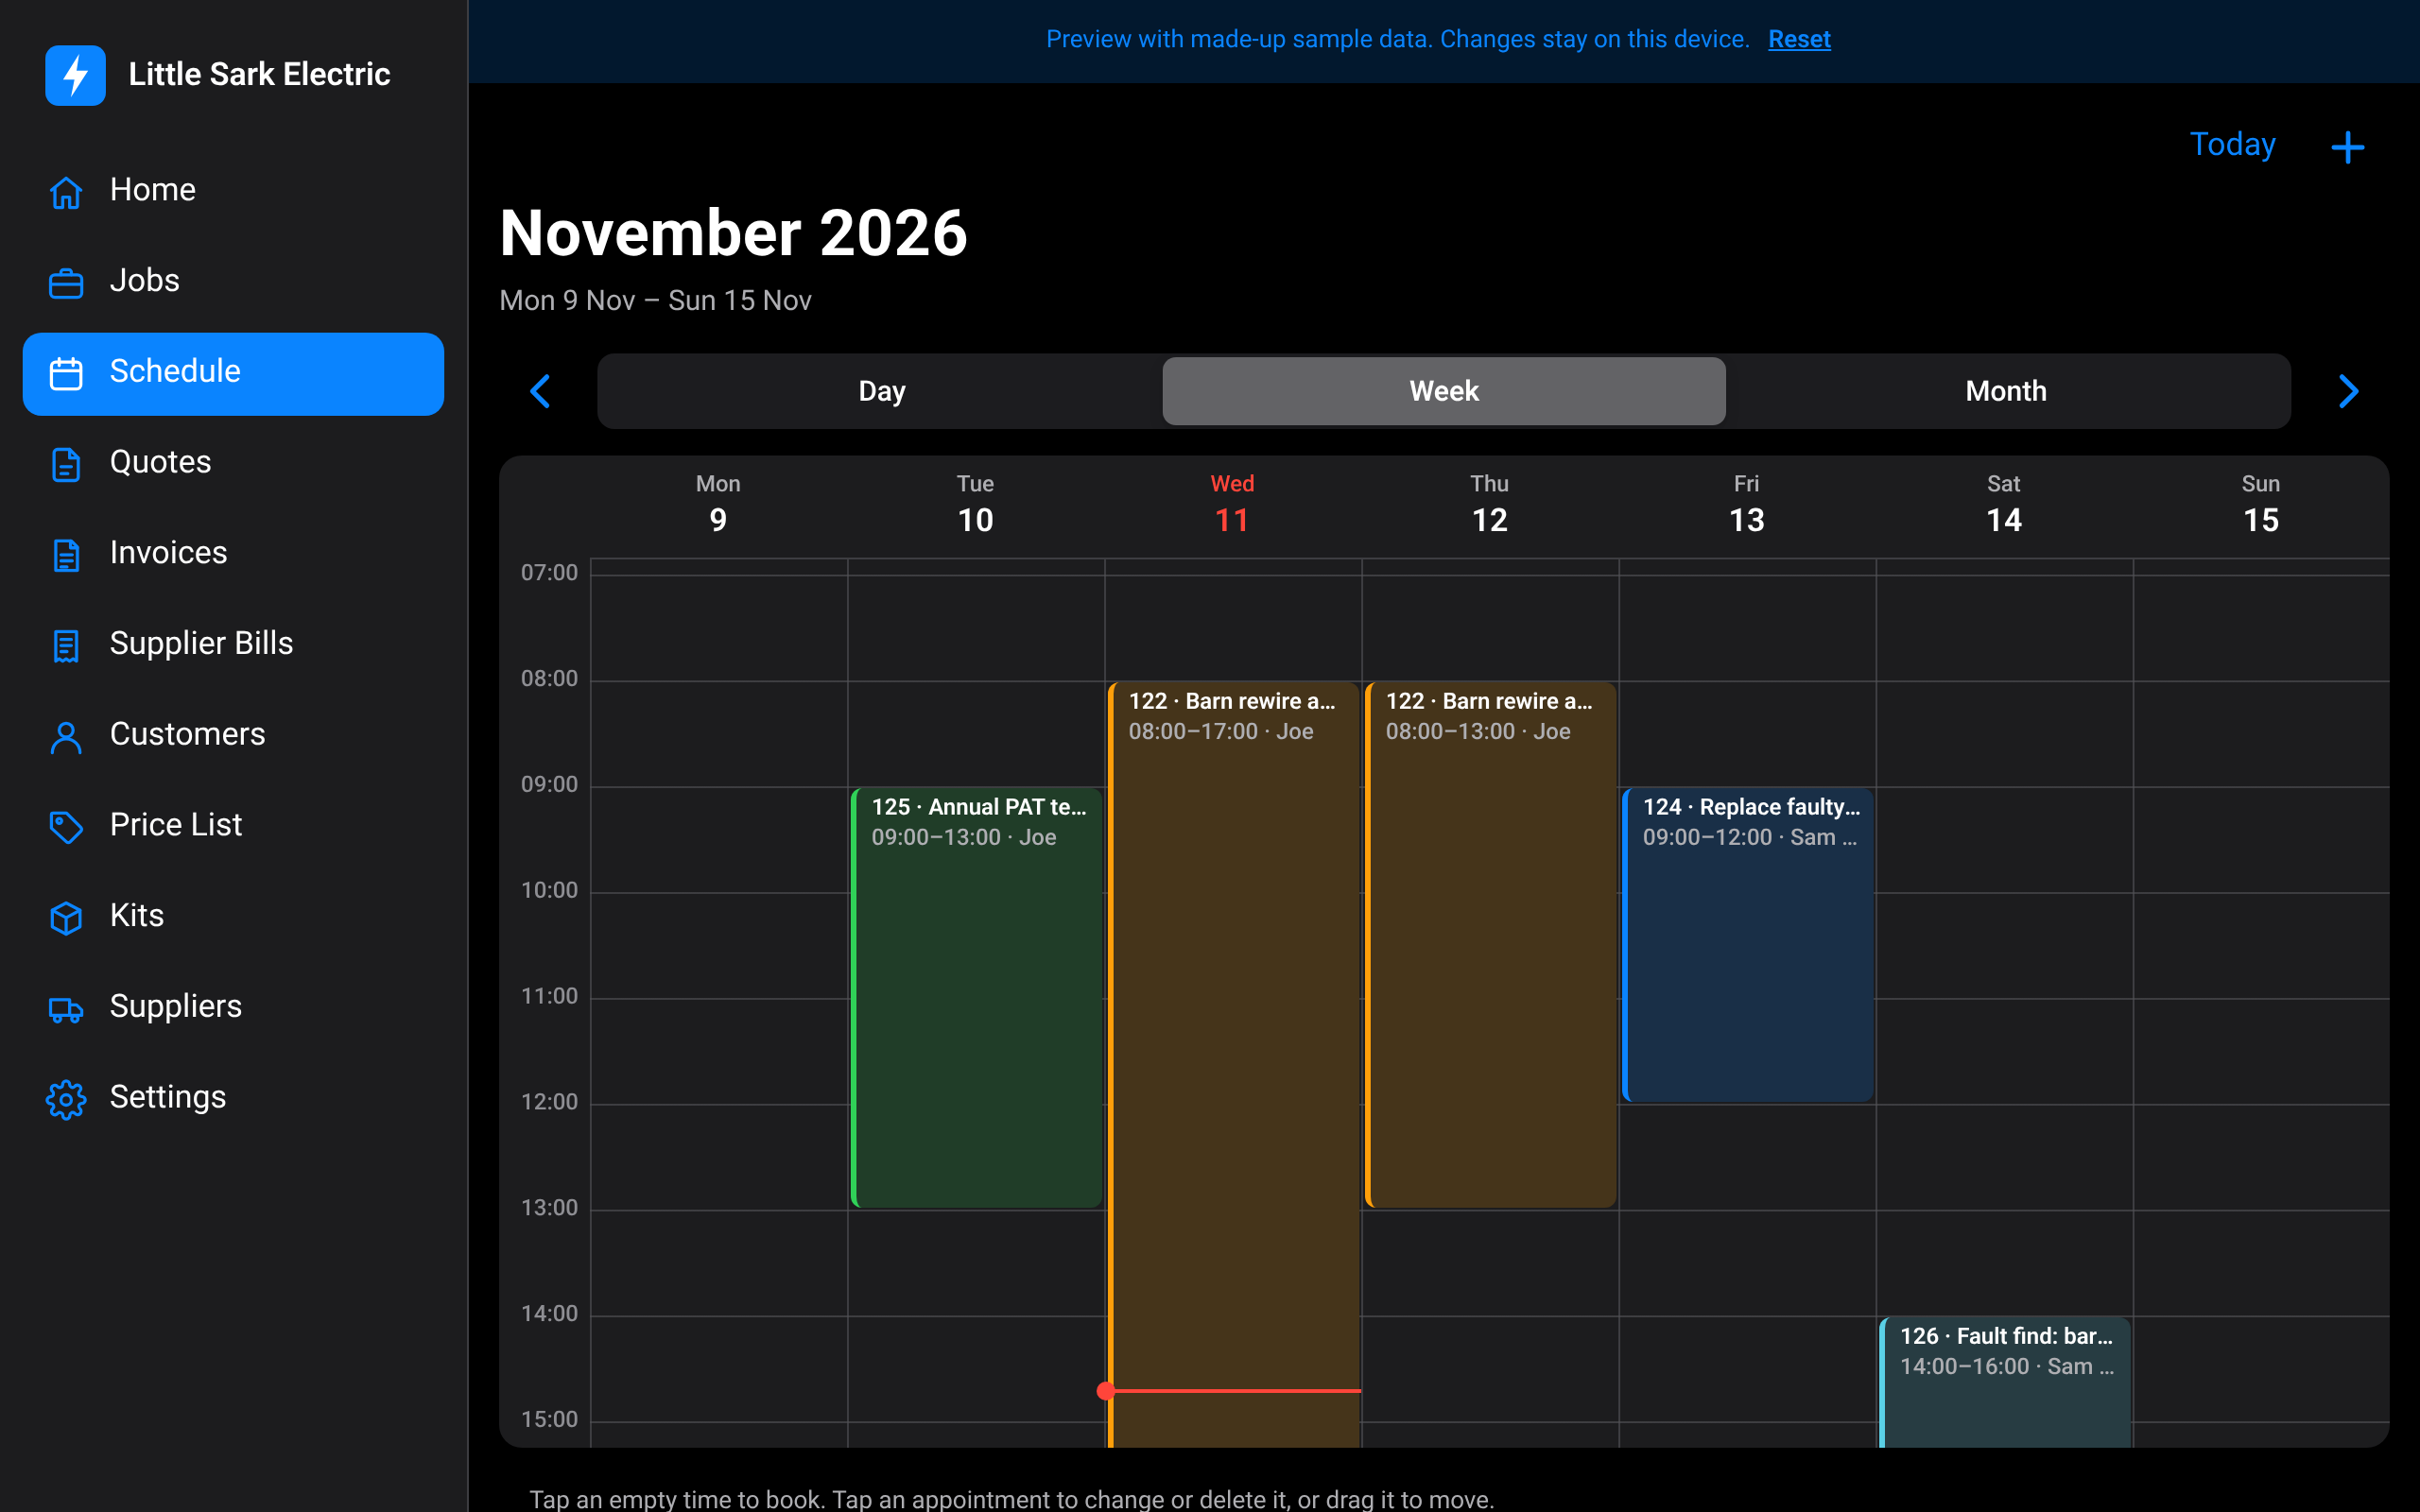 Little Sark Electric
Home
Jobs
Schedule
Quotes
Invoices
Supplier Bills
Customers
Price List
Kits
Suppliers
Settings
Preview with made-up sample data. Changes stay on this device. Reset
Today
November 2026
Mon 9 Nov – Sun 15 Nov
Day Week Month
Mon Tue Wed Thu Fri Sat Sun
9 10 11 12 13 14 15
07:00
08:00
122 · Barn rewire a...
08:00–17:00 · Joe
122 · Barn rewire a...
08:00–13:00 · Joe
09:00
125 · Annual PAT te...
09:00–13:00 · Joe
124 · Replace faulty...
09:00–12:00 · Sam ...
10:00
11:00
12:00
13:00
14:00
126 · Fault find: bar...
14:00–16:00 · Sam ...
15:00
Tap an empty time to book. Tap an appointment to change or delete it, or drag it to move.